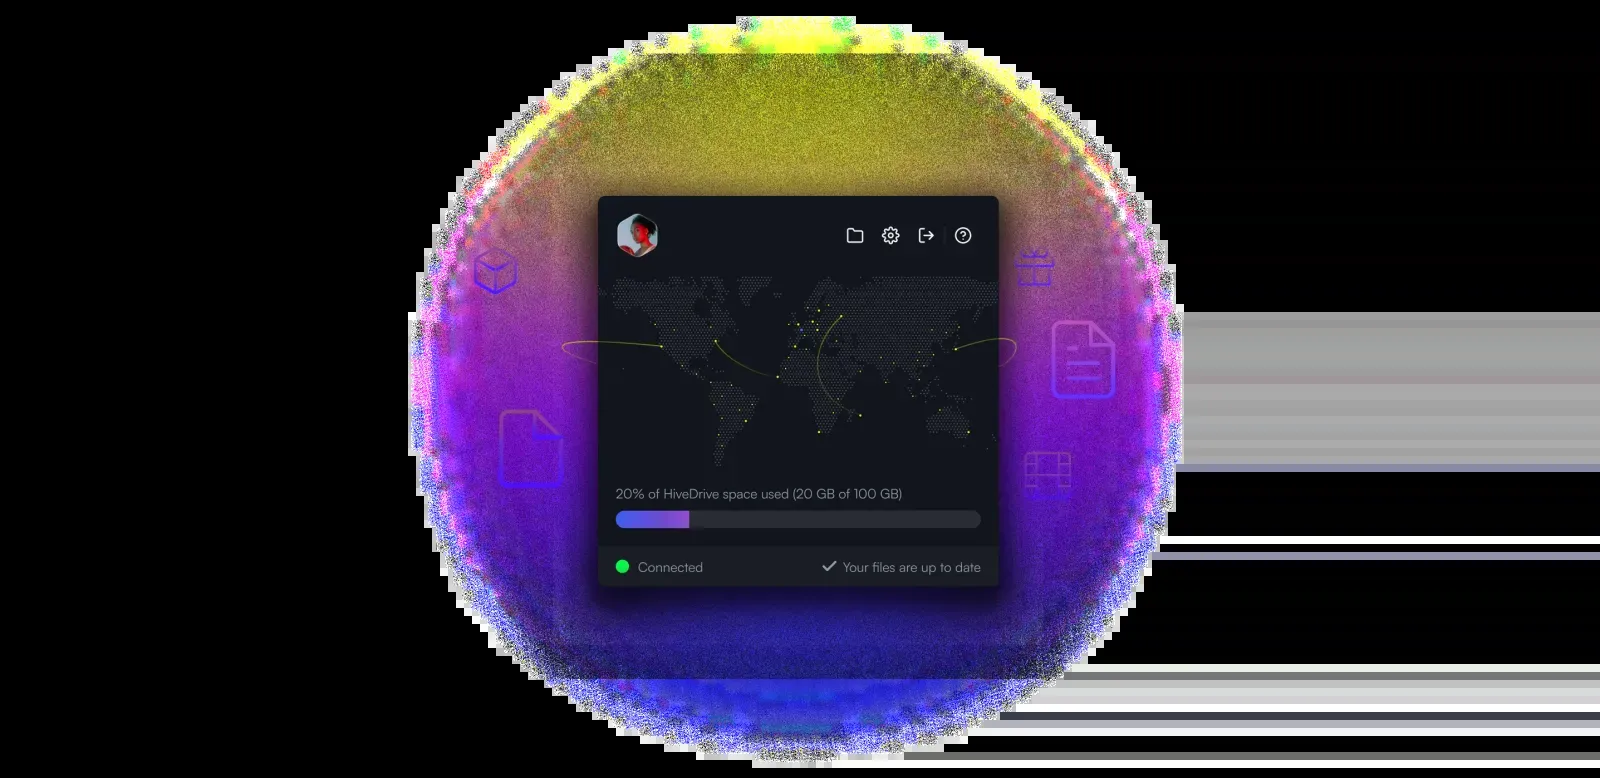 20% of HiveDrive space used (20 GB of 100 GB)
Connected
Your files are up to date